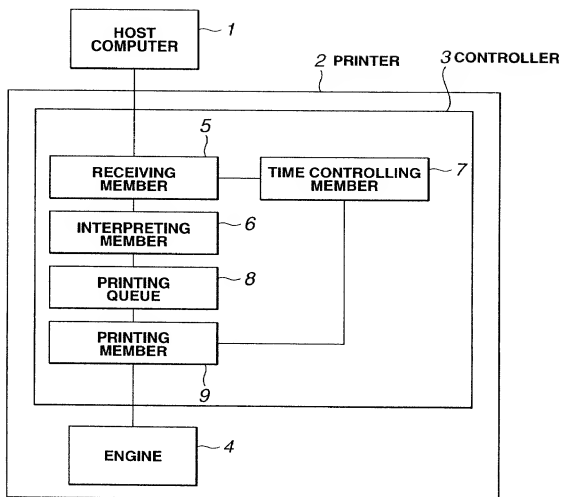 HOST
COMPUTER
1
2 PRINTER
3 CONTROLLER
5
RECEIVING
MEMBER
TIME CONTROLLING
MEMBER
7
INTERPRETING
MEMBER
6
PRINTING
QUEUE
8
PRINTING
MEMBER
9
ENGINE
4